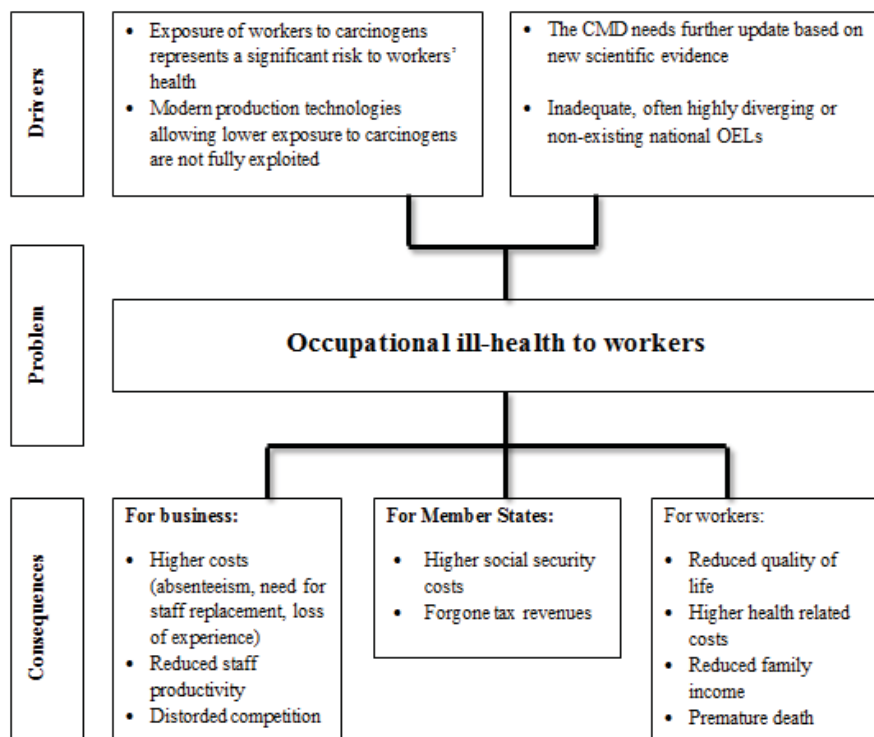 Drivers
• Exposure of workers to carcinogens
represents a significant risk to workers'
health
• Modern production technologies
allowing lower exposure to carcinogens
are not fully exploited
• The CMD needs further update based on
new scientific evidence
• Inadequate, often highly diverging or
non-existing national OELs
Problem
Occupational ill-health to workers
Consequences
For business:
• Higher costs
(absenteeism, need for
staff replacement, loss
of experience)
• Reduced staff
productivity
• Distorded competition
For Member States:
• Higher social security
costs
• Forgone tax revenues
For workers:
• Reduced quality of
life
• Higher health related
costs
• Reduced family
income
• Premature death